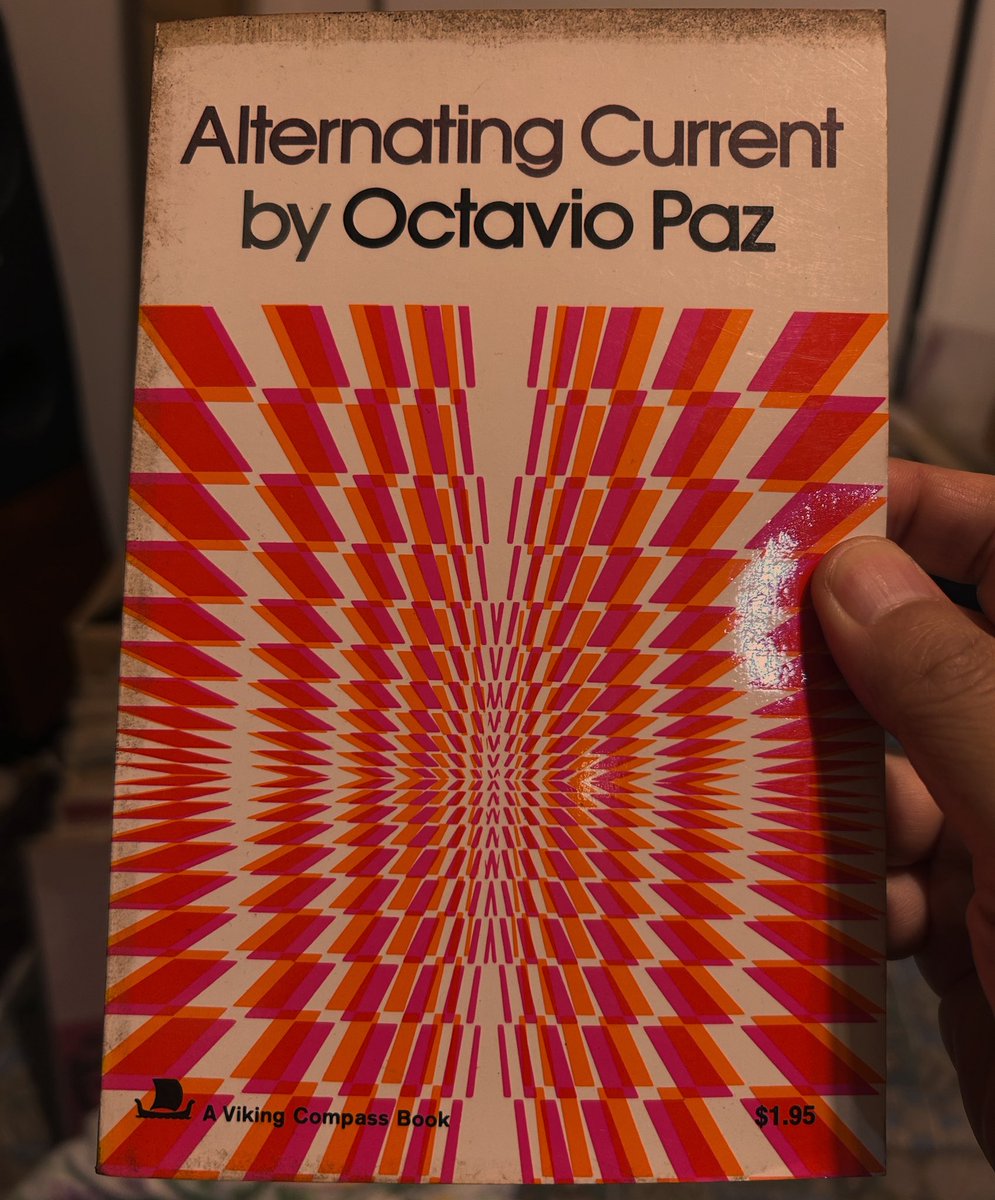 Alternating Current
by Octavio Paz
A Viking Compass Book
$1.95